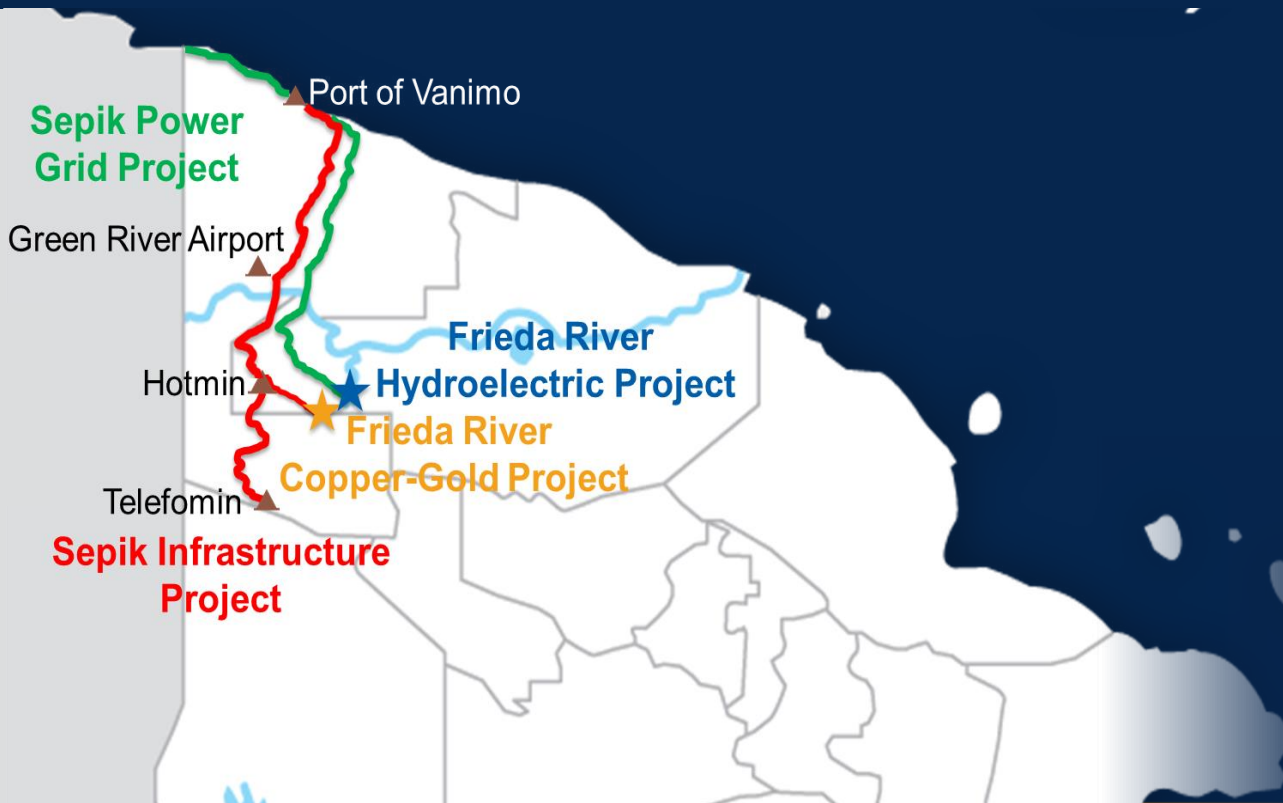 Port of Vanimo
Sepik Power
Grid Project
Green River Airport
Frieda River
Hydroelectric Project
Hotmin
Frieda River
Copper-Gold Project
Telefomin
Sepik Infrastructure
Project